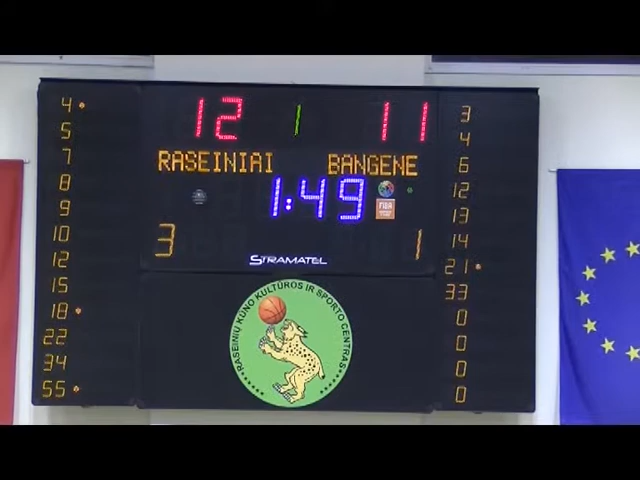 12 1 11
RASEINIAI BANGENE
1:49
FIBA
3 1
STRAMATEL
RASEINIŲ KŪNO KULTŪROS IR SPORTO CENTRAS
4 3
5 4
7 6
8 12
9 13
10 14
12 21
15 33
18 0
22 0
34 0
55 0